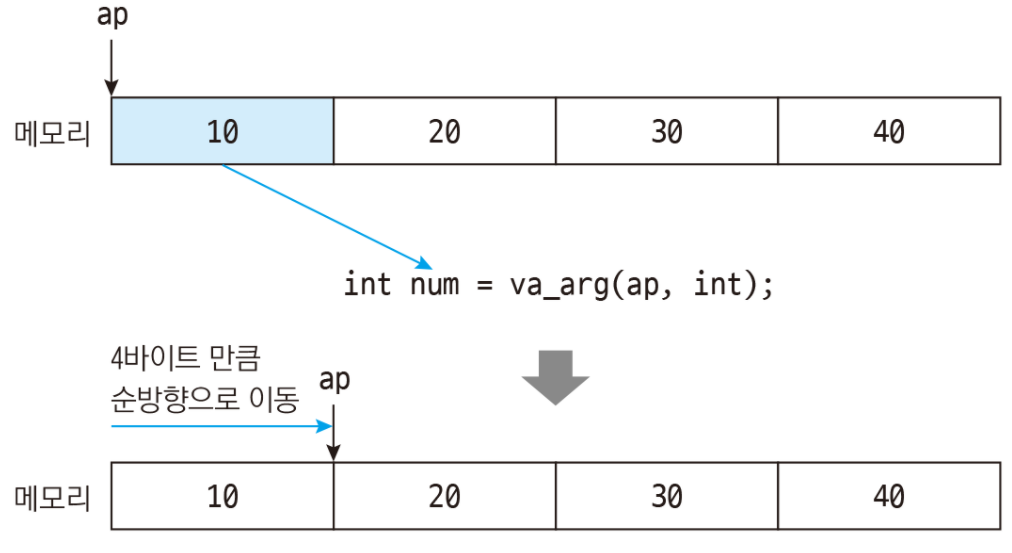 ap
메모리 10 20 30 40
int num = va_arg(ap, int);
4바이트 만큼
순방향으로 이동
ap
메모리 10 20 30 40